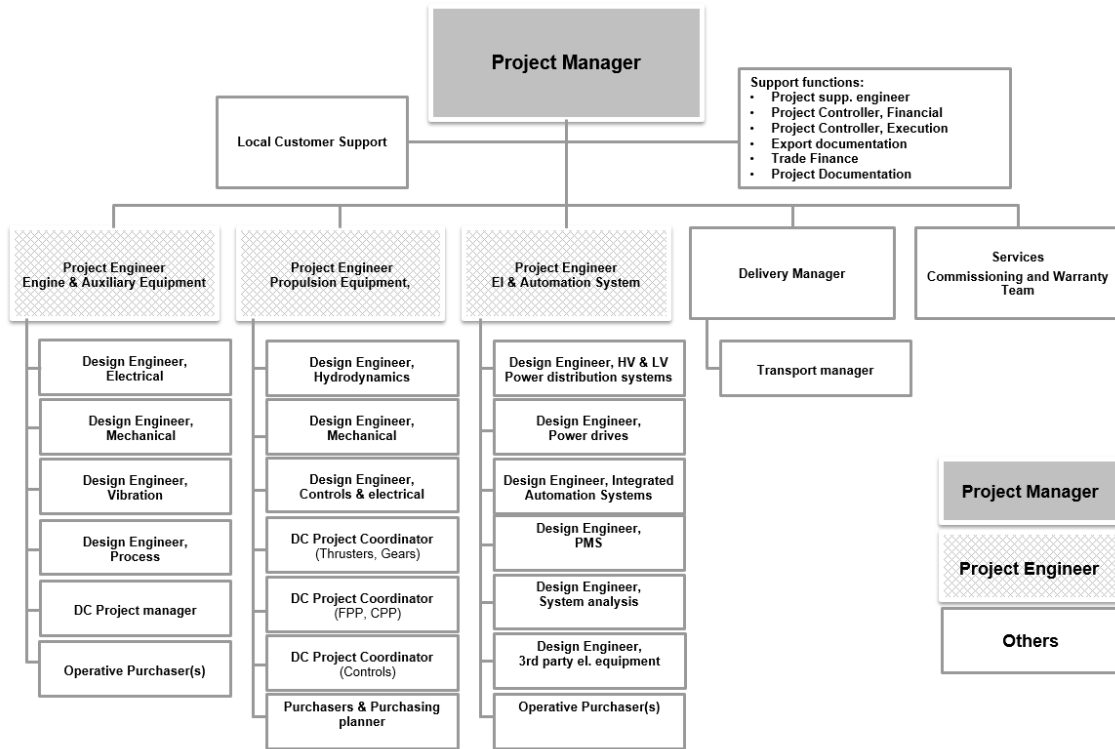 Project Manager
Support functions:
• Project supp. engineer
• Project Controller, Financial
• Project Controller, Execution
• Export documentation
• Trade Finance
• Project Documentation
Local Customer Support
Project Engineer
Engine & Auxiliary Equipment
Project Engineer
Propulsion Equipment,
Project Engineer
El & Automation System
Delivery Manager
Services
Commissioning and Warranty
Team
Design Engineer,
Electrical
Design Engineer,
Mechanical
Design Engineer,
Vibration
Design Engineer,
Process
DC Project manager
Operative Purchaser(s)
Design Engineer,
Hydrodynamics
Design Engineer,
Mechanical
Design Engineer,
Controls & electrical
DC Project Coordinator
(Thrusters, Gears)
DC Project Coordinator
(FPP, CPP)
DC Project Coordinator
(Controls)
Purchasers & Purchasing
planner
Design Engineer, HV & LV
Power distribution systems
Design Engineer,
Power drives
Design Engineer, Integrated
Automation Systems
Design Engineer,
PMS
Design Engineer,
System analysis
Design Engineer,
3rd party el. equipment
Operative Purchaser(s)
Transport manager
Project Manager
Project Engineer
Others